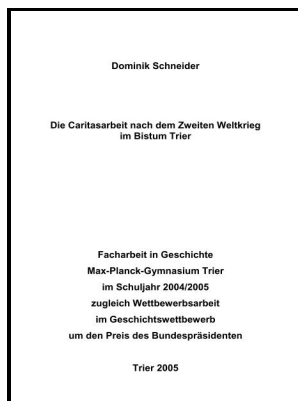 Dominik Schneider
Die Caritasarbeit nach dem Zweiten Weltkrieg
im Bistum Trier
Facharbeit in Geschichte
Max-Planck-Gymnasium Trier
im Schuljahr 2004/2005
zugleich Wettbewerbsarbeit
im Geschichtswettbewerb
um den Preis des Bundespräsidenten
Trier 2005